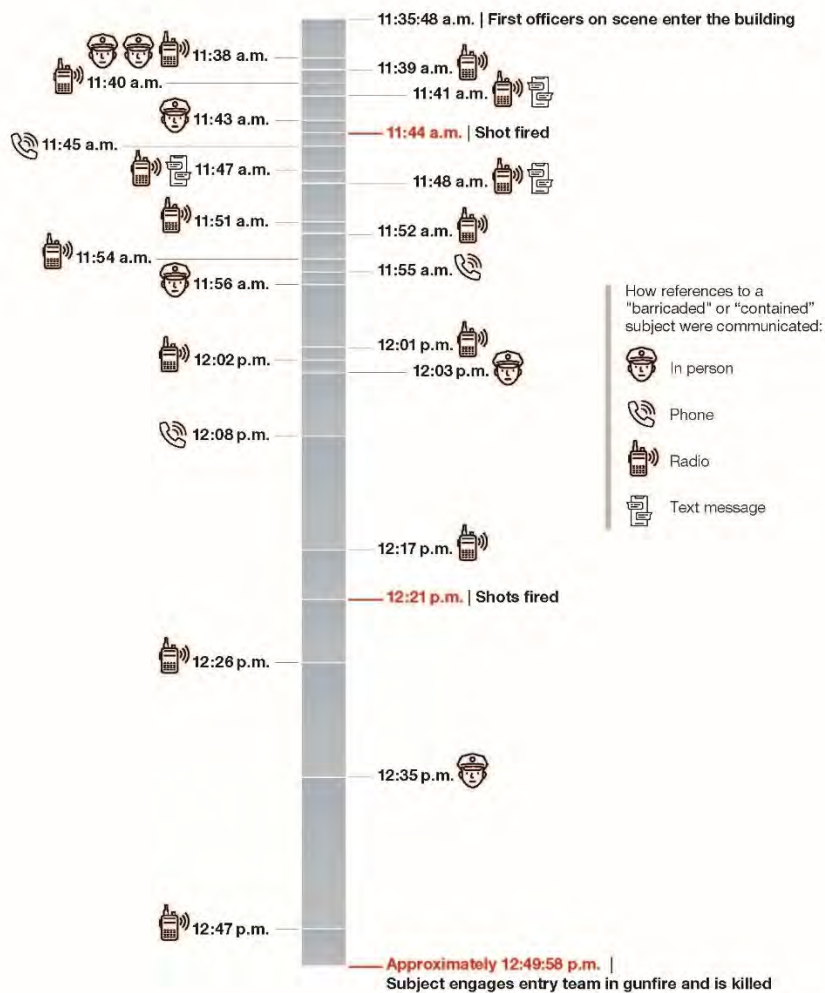 11:35:48 a.m. | First officers on scene enter the building
11:38 a.m.
11:39 a.m.
11:40 a.m.
11:41 a.m.
11:43 a.m.
11:44 a.m. | Shot fired
11:45 a.m.
11:47 a.m.
11:48 a.m.
11:51 a.m.
11:52 a.m.
11:54 a.m.
11:55 a.m.
11:56 a.m.
How references to a
"barricaded" or “contained”
subject were communicated:
In person
Phone
Radio
Text message
12:01 p.m.
12:02 p.m.
12:03 p.m.
12:08 p.m.
12:17 p.m.
12:21 p.m. | Shots fired
12:26 p.m.
12:35 p.m.
12:47 p.m.
Approximately 12:49:58 p.m. |
Subject engages entry team in gunfire and is killed